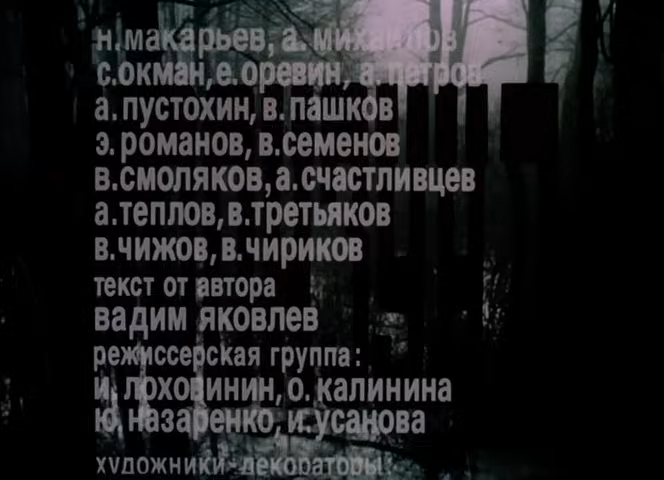 н.макарьев, а. михайлов
с.окман, е.оревин, а. петров
а.пустохин, в.пашков
э.романов, в.семенов
в.смоляков, а.счастливцев
а.теплов, в.третьяков
в.чижов, в.чириков
текст от автора
вадим яковлев
режиссерская группа:
и. лоховинин, о. калинина
ю.назаренко, и.усанова
художники-декораторы: